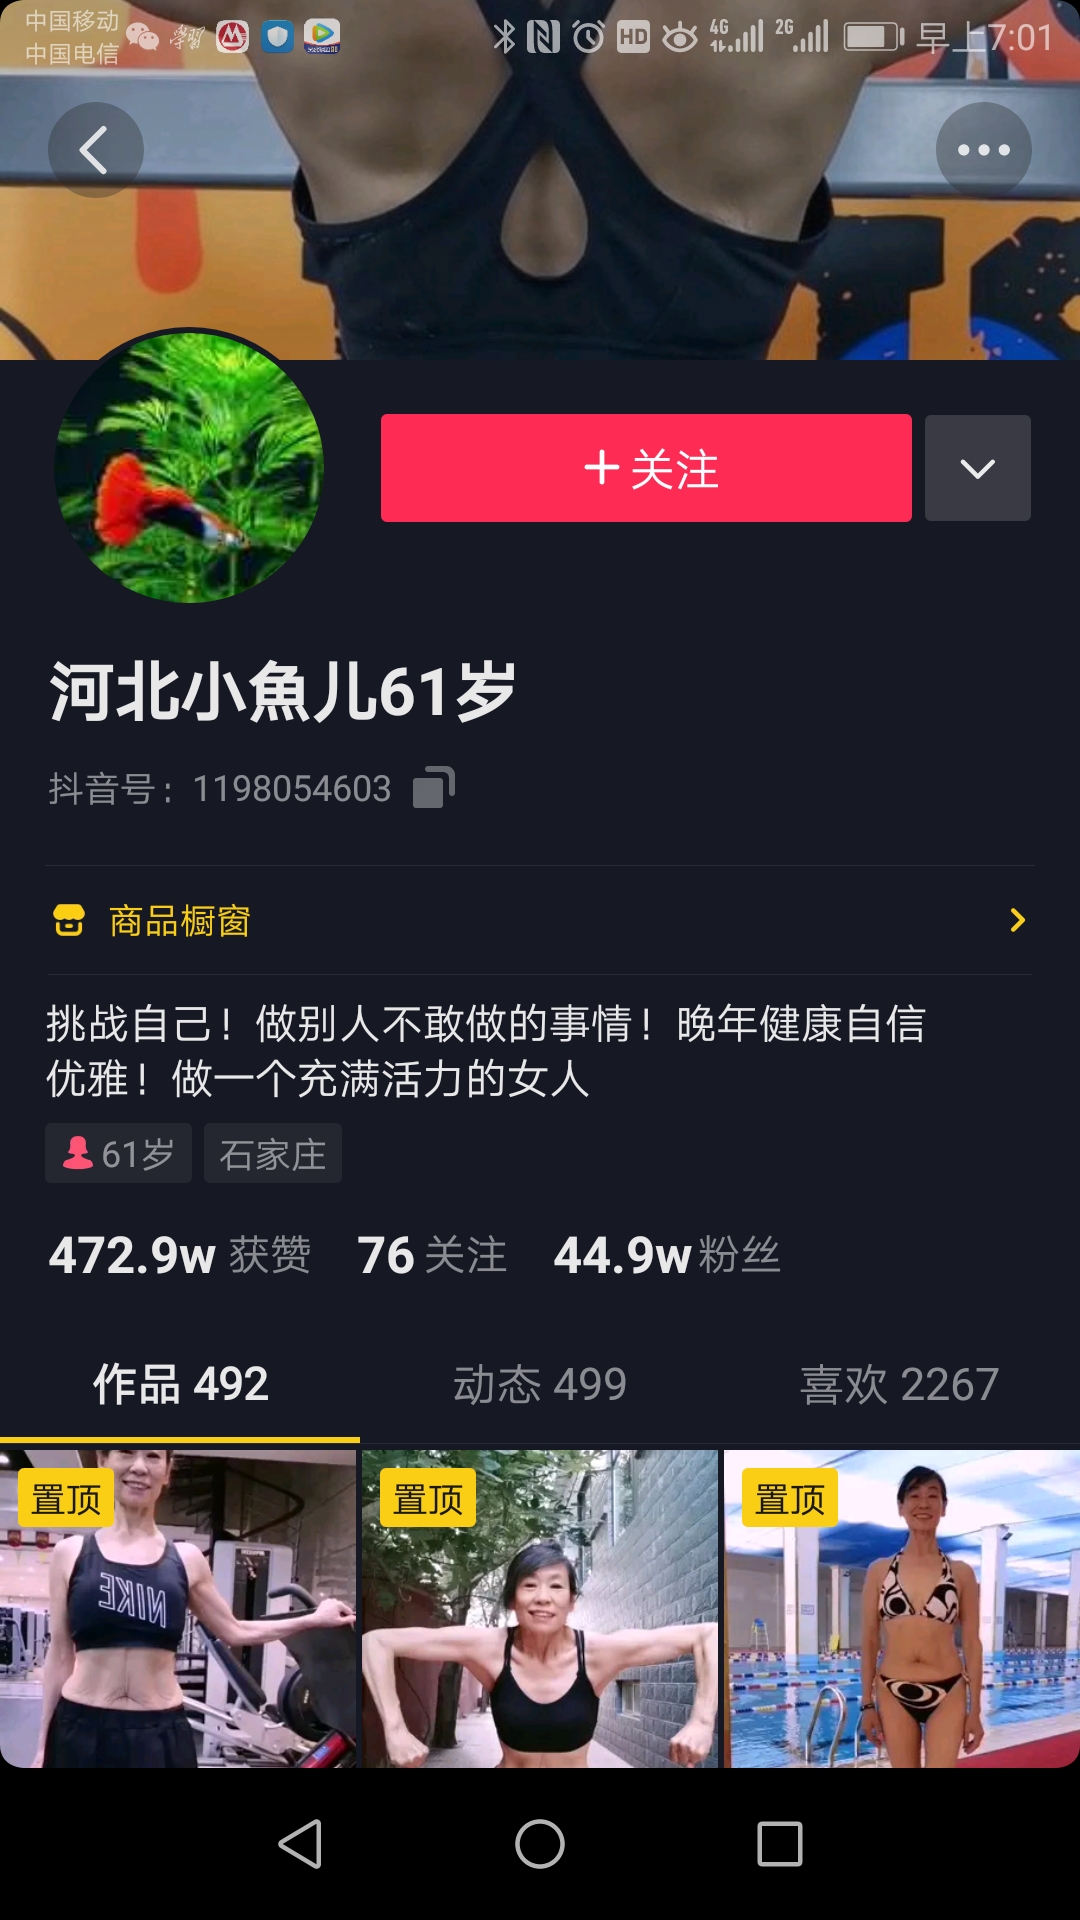 中国移动
中国电信
学习
HD
4G
2G
早上7:01
关注
河北小魚儿61岁
抖音号：1198054603
商品橱窗
挑战自己！做别人不敢做的事情！晚年健康自信
优雅！做一个充满活力的女人
61岁 石家庄
472.9w 获赞 76 关注 44.9w 粉丝
作品 492 动态 499 喜欢 2267
置顶 置顶 置顶
NIKE